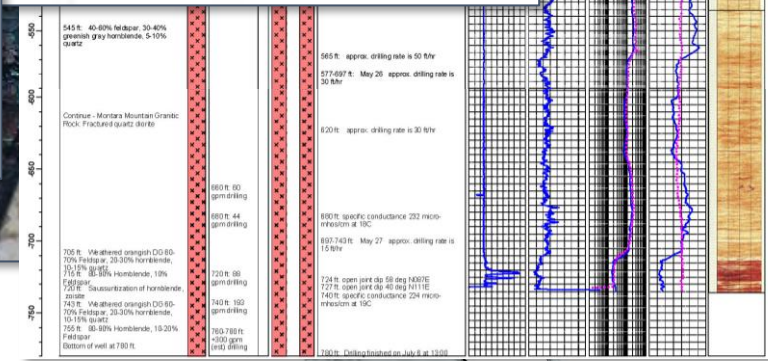 -550
-600
-650
-700
-750
545 ft: 40-60% feldspar, 30-40%
greenish gray hornblende, 5-10%
quartz
Continue - Montara Mountain Granitic
Rock: Fractured quartz diorite
705 ft: Weathered orangish DG 60-
70% Feldspar, 20-30% hornblende,
10-15% quartz
715 ft: 80-90% Hornblende, 10%
Feldspar
720 ft: Saussuritization of hornblende,
zoisite
743 ft: Weathered orangish DG 60-
70% Feldspar, 20-30% hornblende,
10-15% quartz
755 ft: 80-90% Hornblende, 10-20%
Feldspar
Bottom of well at 780 ft.
660 ft: 60
gpm drilling
680 ft: 44
gpm drilling
720 ft:
gpm drilling
740 ft: 193
gpm drilling
760-780 ft:
<300 gpm
(est) drilling
565 ft: approx. drilling rate is 50 ft/hr
577-697 ft: May 26 approx. drilling rate is
30 ft/hr
620 ft: approx. drilling rate is 30 ft/hr
680 ft: specific conductance 232 micro-
mhos/cm at 18C
697-743 ft: May 27 approx. drilling rate is
15 ft/hr
724 ft: open joint dip 58 deg N087E
727 ft: open joint dip 40 deg N111E
740 ft: specific conductance 224 micro-
mhos/cm at 19C
780 ft: Drilling finished on July 6 at 13:00